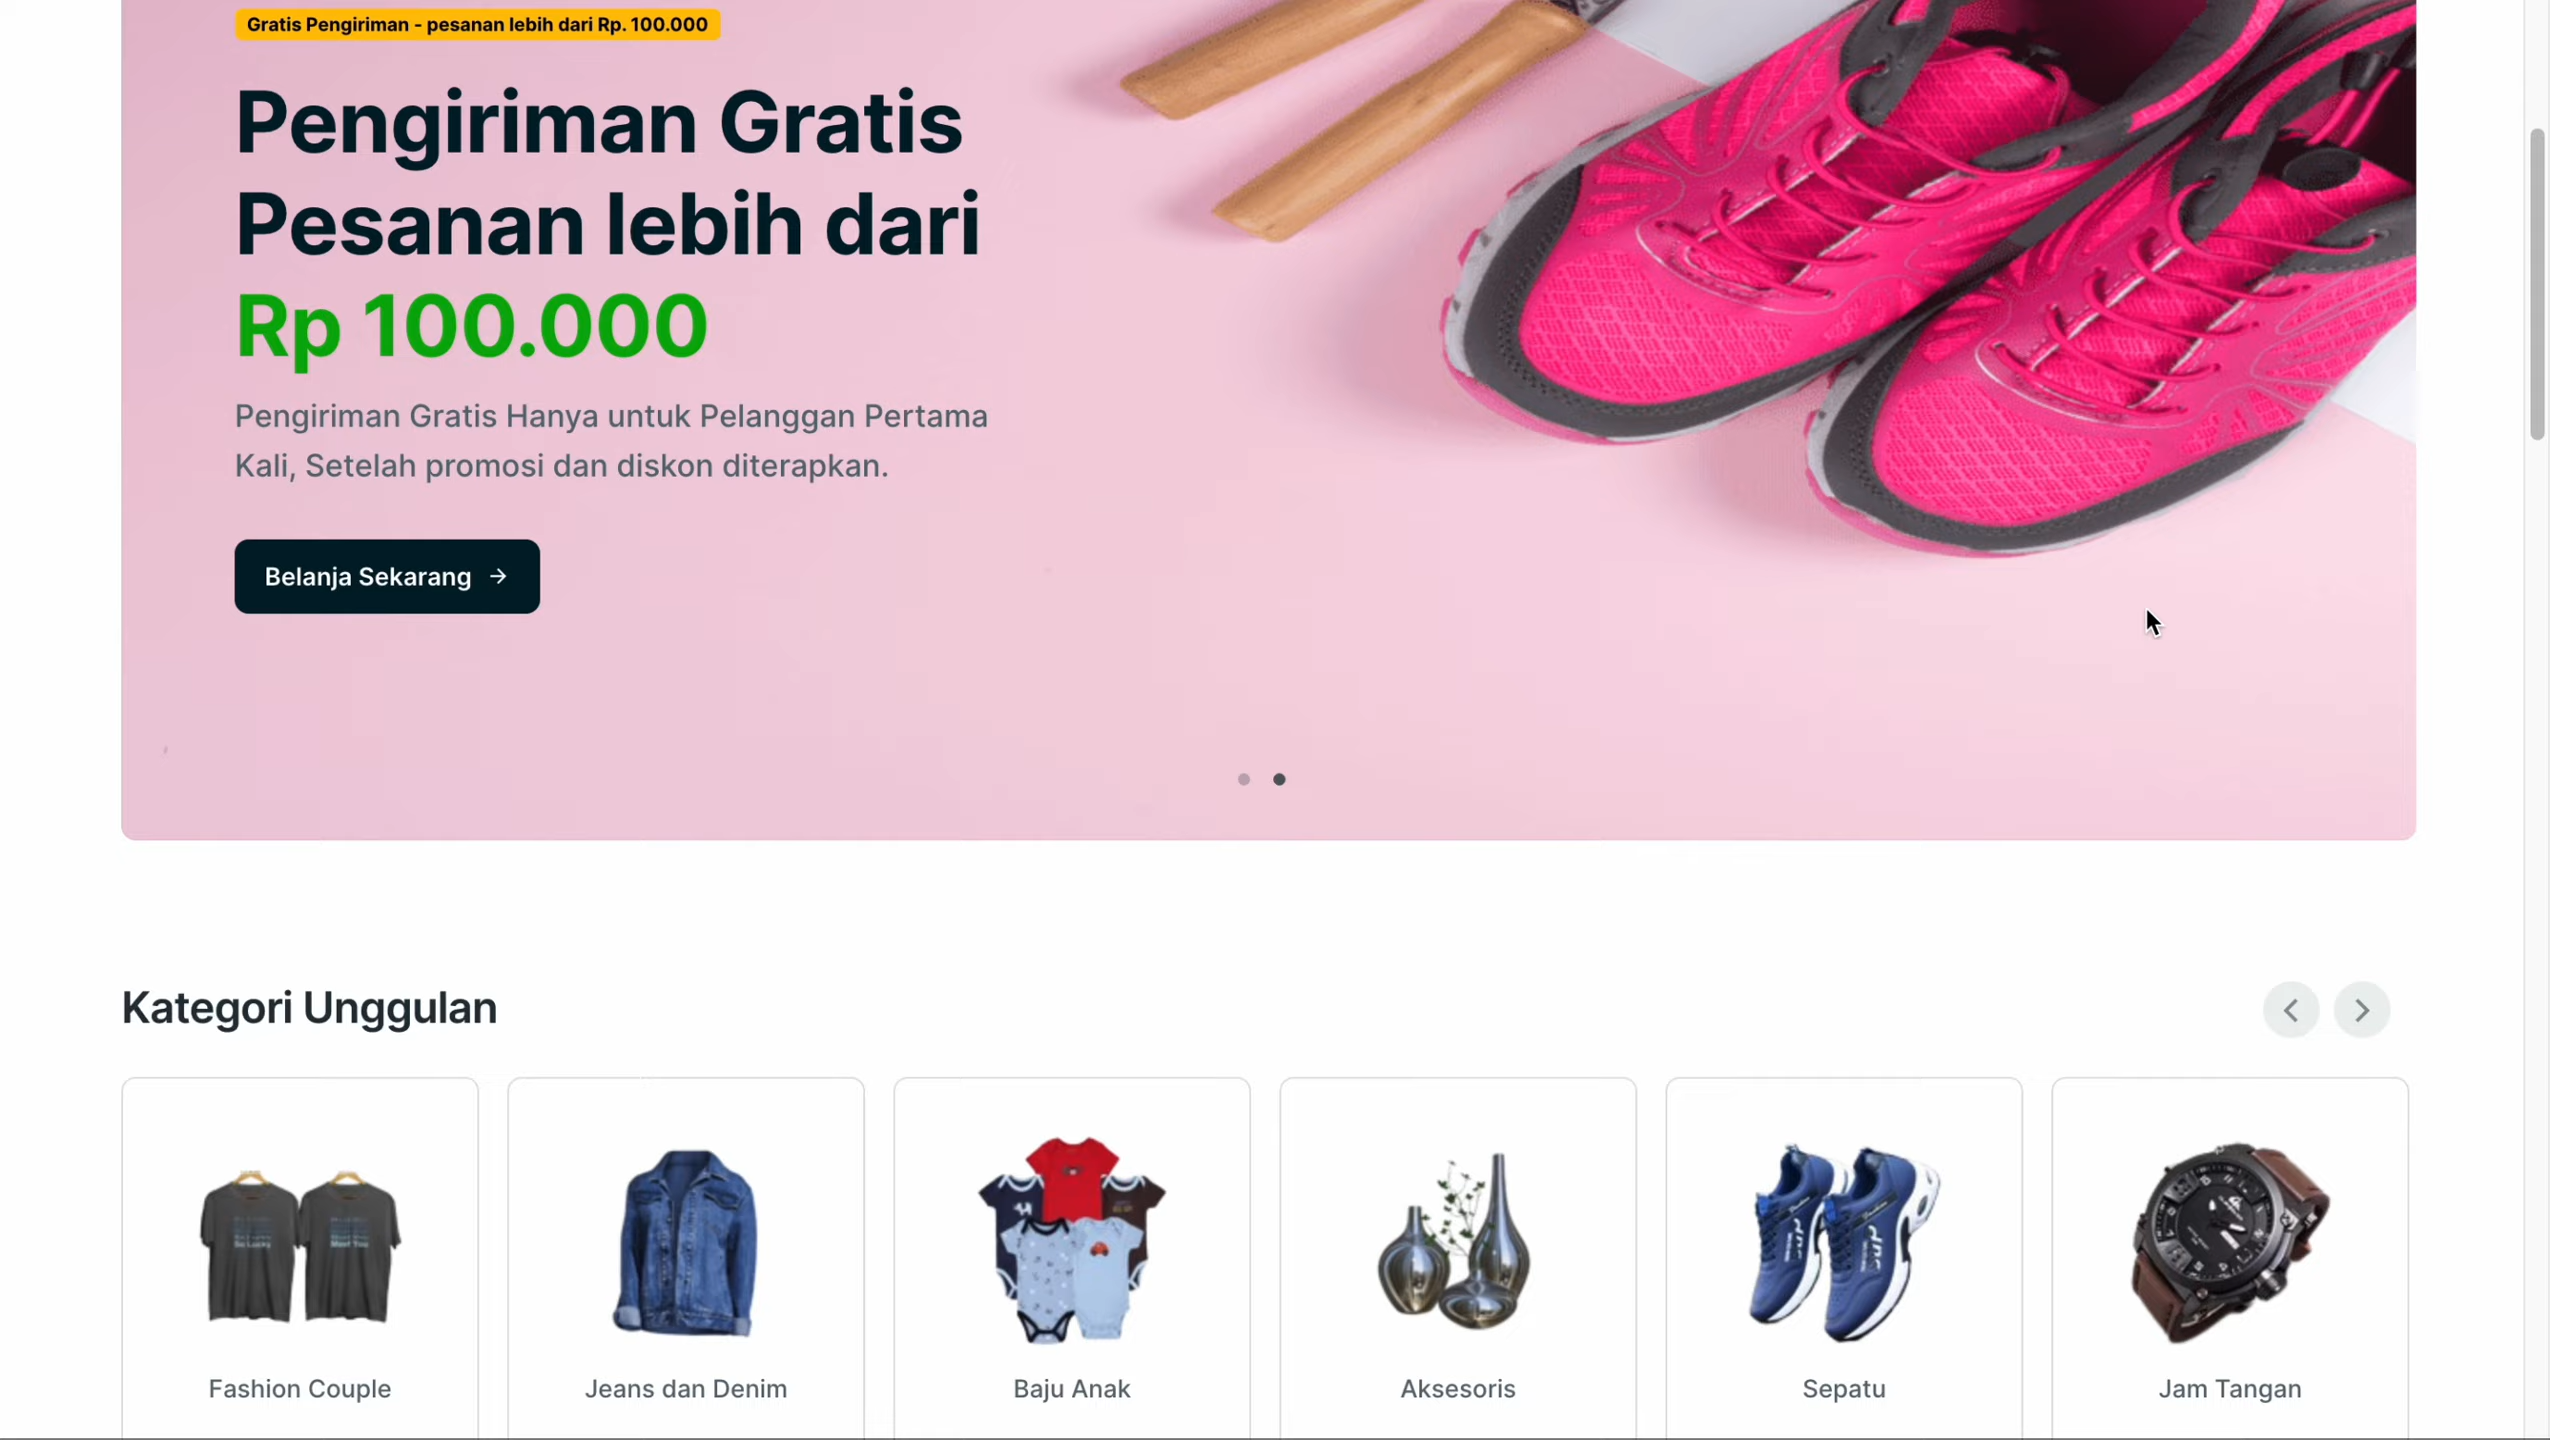 Gratis Pengiriman - pesanan lebih dari Rp. 100.000
Pengiriman Gratis
Pesanan lebih dari
Rp 100.000
Pengiriman Gratis Hanya untuk Pelanggan Pertama
Kali, Setelah promosi dan diskon diterapkan.
Belanja Sekarang →
Kategori Unggulan
Fashion Couple
Jeans dan Denim
Baju Anak
Aksesoris
Sepatu
Jam Tangan